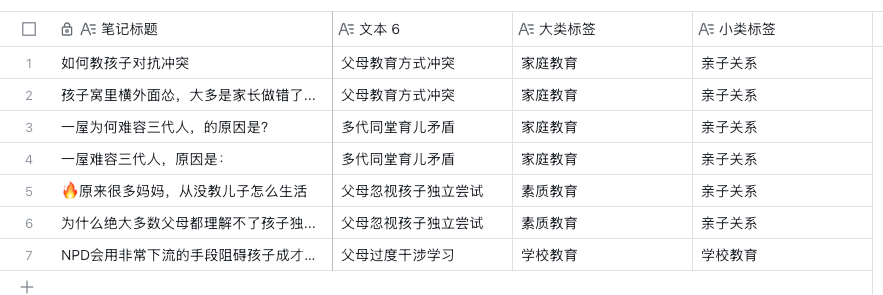 笔记标题 文本 6 大类标签 小类标签
1 如何教孩子对抗冲突 父母教育方式冲突 家庭教育 亲子关系
2 孩子窝里横外面怂，大多是家长做错了... 父母教育方式冲突 家庭教育 亲子关系
3 一屋为何难容三代人，的原因是? 多代同堂育儿矛盾 家庭教育 亲子关系
4 一屋难容三代人，原因是： 多代同堂育儿矛盾 家庭教育 亲子关系
5 🔥原来很多妈妈，从没教儿子怎么生活 父母忽视孩子独立尝试 素质教育 亲子关系
6 为什么绝大多数父母都理解不了孩子独... 父母忽视孩子独立尝试 素质教育 亲子关系
7 NPD会用非常下流的手段阻碍孩子成才... 父母过度干涉学习 学校教育 学校教育